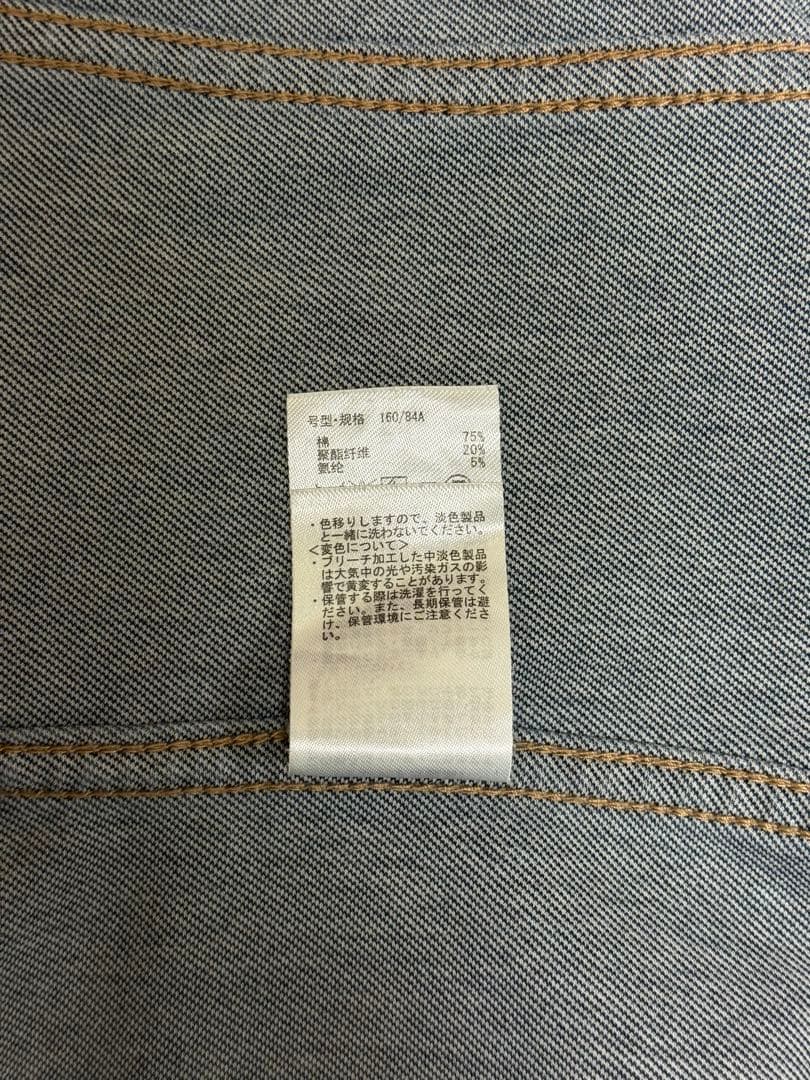 号型・規格 160/84A
棉 75%
聚酯纤维 20%
氨纶 5%
・色移りしますので、淡色製品
と一緒に洗わないでください。
<変色について>
・ブリーチ加工した中淡色製品
は大気中の光や汚染ガスの影
響で黄変することがあります。
・保管する際は洗濯を行ってく
ださい。また、長期保管は避
け、保管環境にご注意くださ
い。